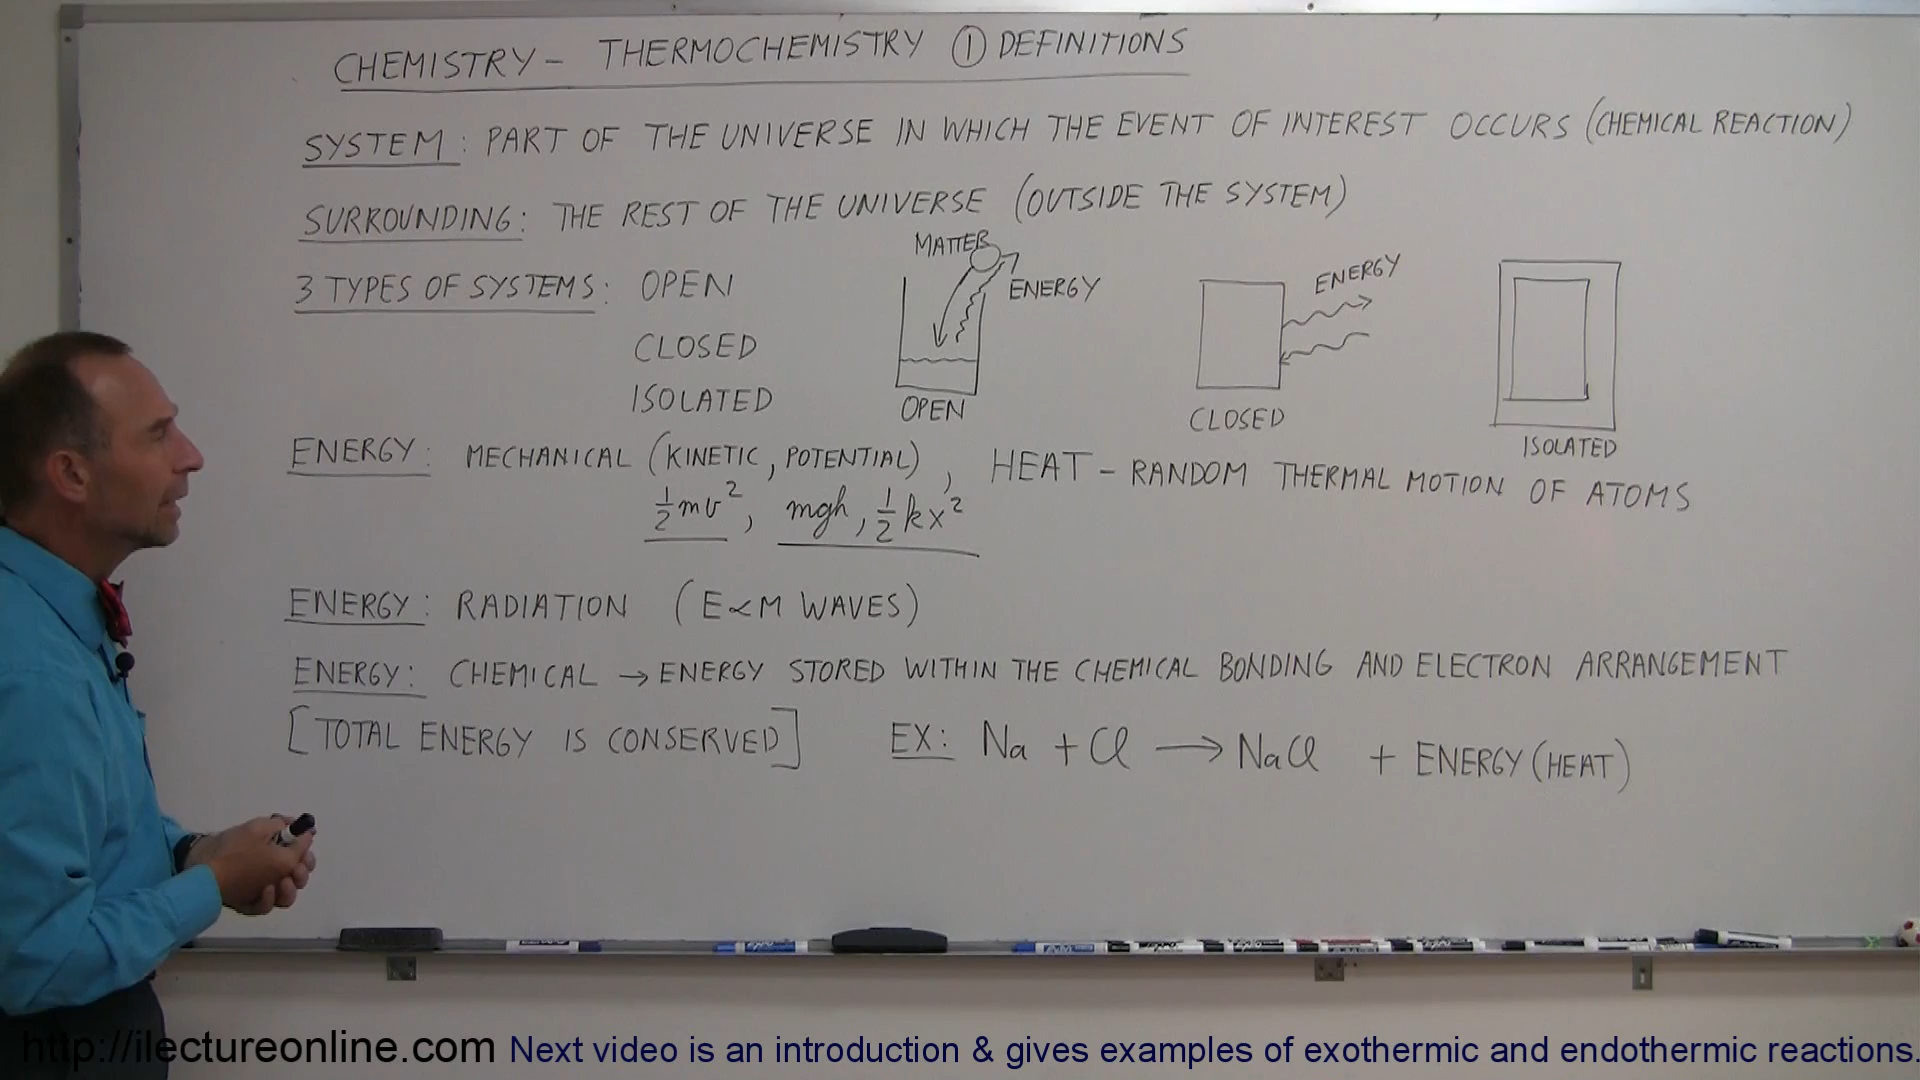 CHEMISTRY - THERMOCHEMISTRY ① DEFINITIONS
SYSTEM: PART OF THE UNIVERSE IN WHICH THE EVENT OF INTEREST OCCURS (CHEMICAL REACTION)
SURROUNDING: THE REST OF THE UNIVERSE (OUTSIDE THE SYSTEM)
3 TYPES OF SYSTEMS: OPEN
CLOSED
ISOLATED
MATTER
ENERGY
OPEN
ENERGY
CLOSED
ISOLATED
ENERGY: MECHANICAL (KINETIC, POTENTIAL), HEAT - RANDOM THERMAL MOTION OF ATOMS
½mv², mgh, ½kx²
ENERGY: RADIATION (E∝M WAVES)
ENERGY: CHEMICAL → ENERGY STORED WITHIN THE CHEMICAL BONDING AND ELECTRON ARRANGEMENT
[TOTAL ENERGY IS CONSERVED] EX: Na + Cl → NaCl + ENERGY (HEAT)
http://ilectureonline.com Next video is an introduction & gives examples of exothermic and endothermic reactions.